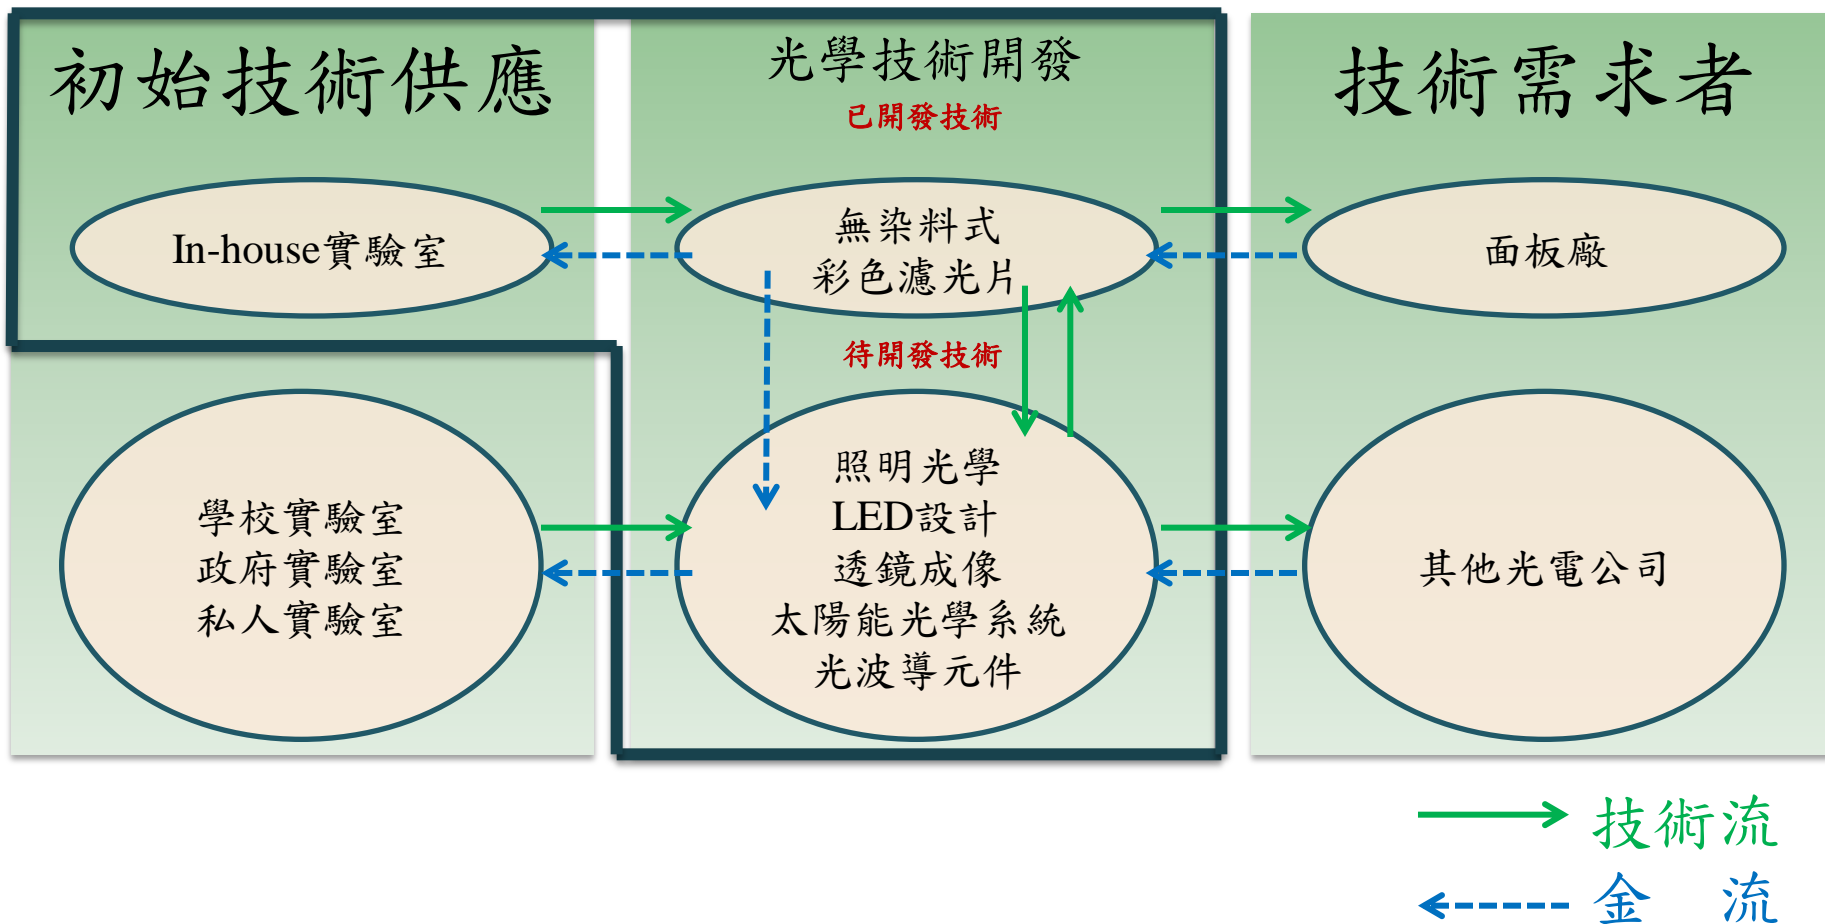 初始技術供應
In-house實驗室
學校實驗室
政府實驗室
私人實驗室
光學技術開發
已開發技術
無染料式
彩色濾光片
待開發技術
照明光學
LED設計
透鏡成像
太陽能光學系統
光波導元件
技術需求者
面板廠
其他光電公司
技術流
金 流